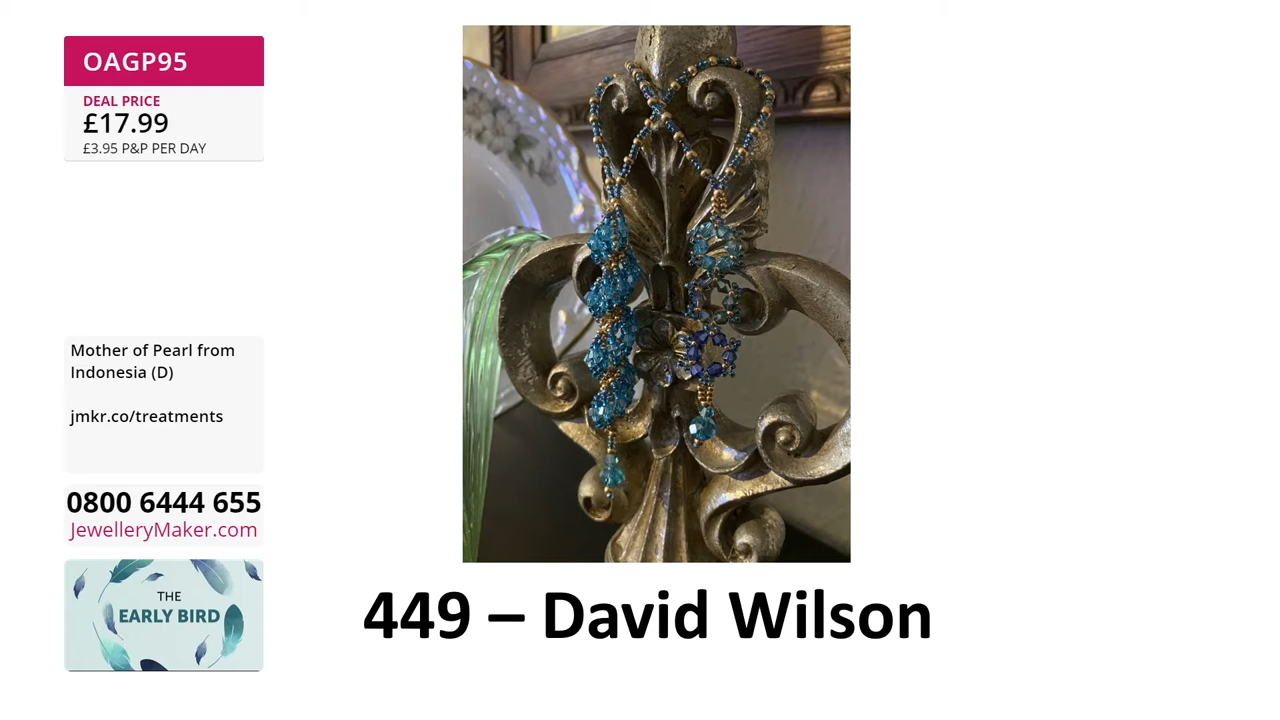 OAGP95
DEAL PRICE
£17.99
£3.95 P&P PER DAY
Mother of Pearl from
Indonesia (D)
jmkr.co/treatments
0800 6444 655
JewelleryMaker.com
THE
EARLY BIRD
449 – David Wilson